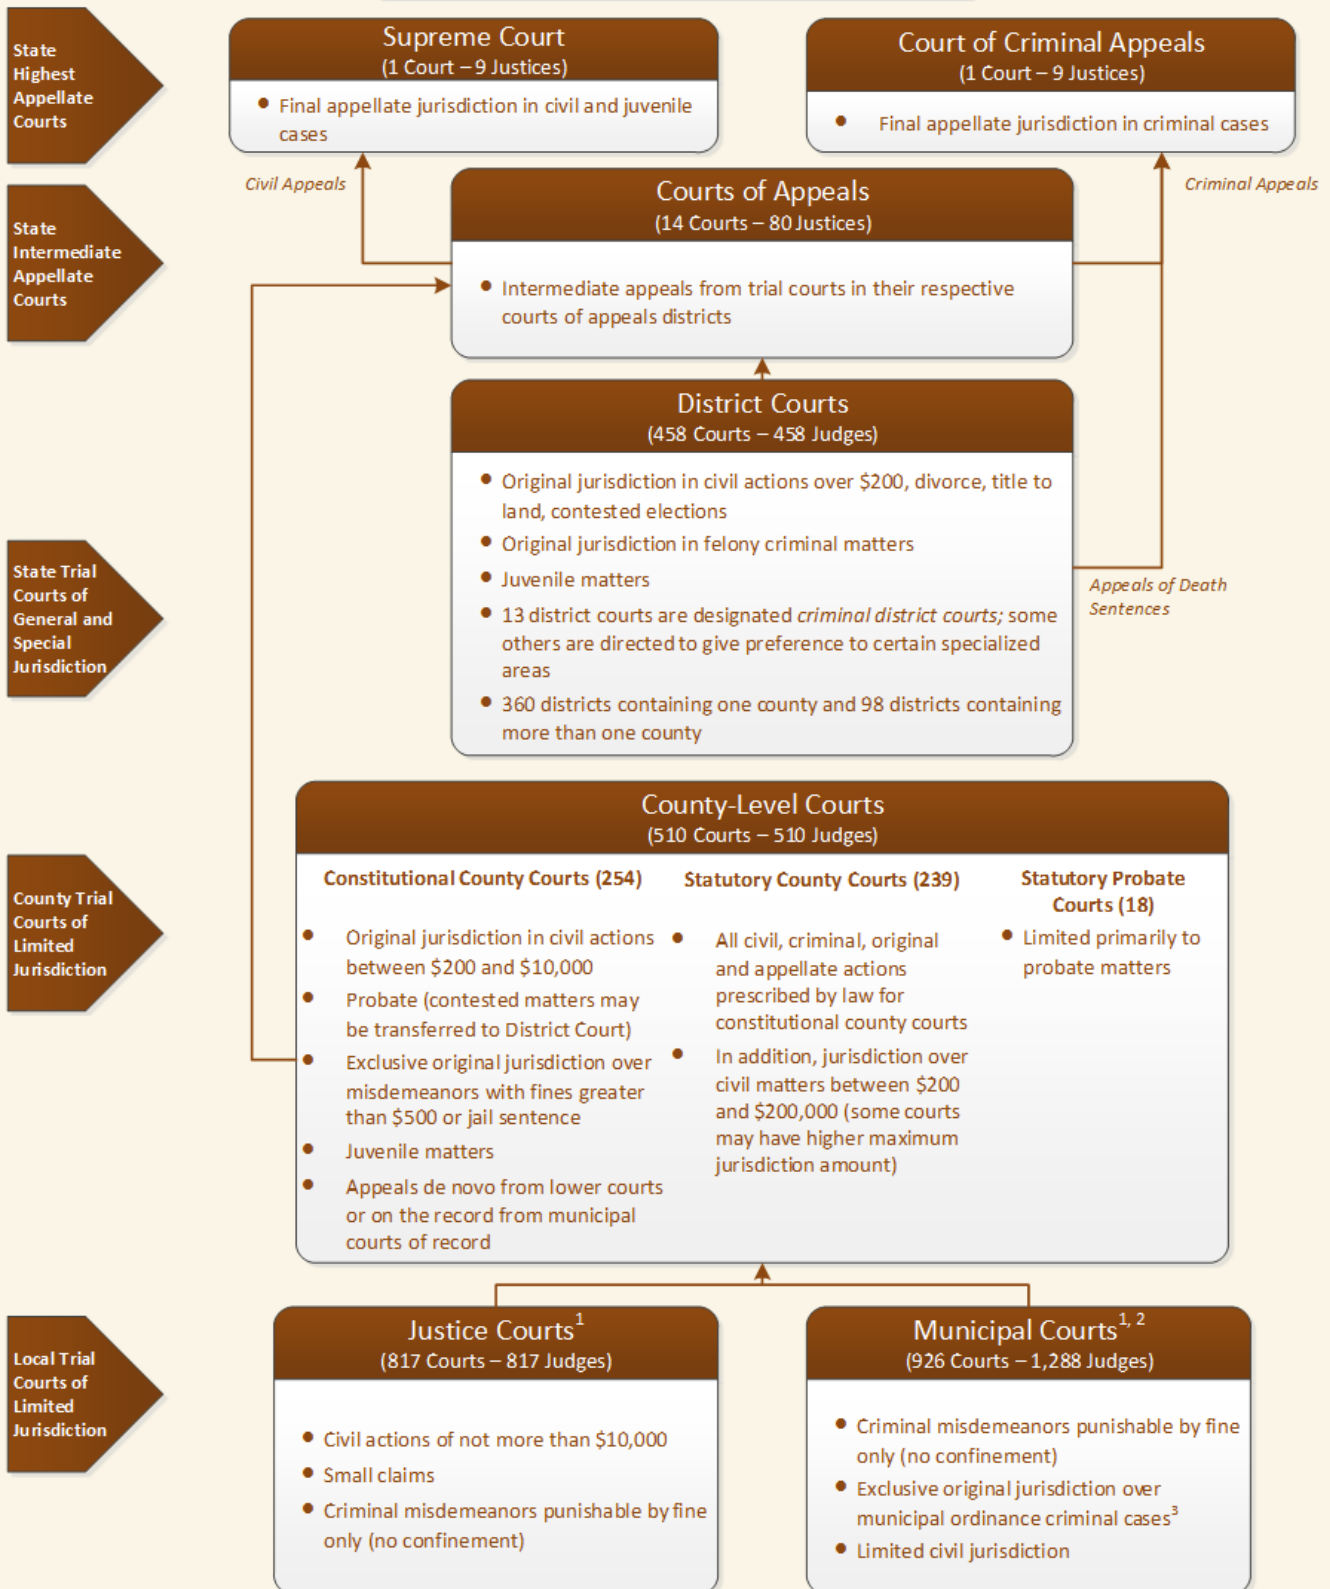 State
Highest
Appellate
Courts
Supreme Court
(1 Court – 9 Justices)
• Final appellate jurisdiction in civil and juvenile
cases
Court of Criminal Appeals
(1 Court – 9 Justices)
• Final appellate jurisdiction in criminal cases
Civil Appeals
Criminal Appeals
State
Intermediate
Appellate
Courts
Courts of Appeals
(14 Courts – 80 Justices)
• Intermediate appeals from trial courts in their respective
courts of appeals districts
State Trial
Courts of
General and
Special
Jurisdiction
District Courts
(458 Courts – 458 Judges)
• Original jurisdiction in civil actions over $200, divorce, title to
land, contested elections
• Original jurisdiction in felony criminal matters
• Juvenile matters
• 13 district courts are designated criminal district courts; some
others are directed to give preference to certain specialized
areas
• 360 districts containing one county and 98 districts containing
more than one county
Appeals of Death
Sentences
County Trial
Courts of
Limited
Jurisdiction
County-Level Courts
(510 Courts – 510 Judges)
Constitutional County Courts (254)
• Original jurisdiction in civil actions
between $200 and $10,000
• Probate (contested matters may
be transferred to District Court)
• Exclusive original jurisdiction over
misdemeanors with fines greater
than $500 or jail sentence
• Juvenile matters
• Appeals de novo from lower courts
or on the record from municipal
courts of record
Statutory County Courts (239)
• All civil, criminal, original
and appellate actions
prescribed by law for
constitutional county courts
• In addition, jurisdiction over
civil matters between $200
and $200,000 (some courts
may have higher maximum
jurisdiction amount)
Statutory Probate
Courts (18)
• Limited primarily to
probate matters
Local Trial
Courts of
Limited
Jurisdiction
Justice Courts1
(817 Courts – 817 Judges)
• Civil actions of not more than $10,000
• Small claims
• Criminal misdemeanors punishable by fine
only (no confinement)
Municipal Courts1, 2
(926 Courts – 1,288 Judges)
• Criminal misdemeanors punishable by fine
only (no confinement)
• Exclusive original jurisdiction over
municipal ordinance criminal cases3
• Limited civil jurisdiction